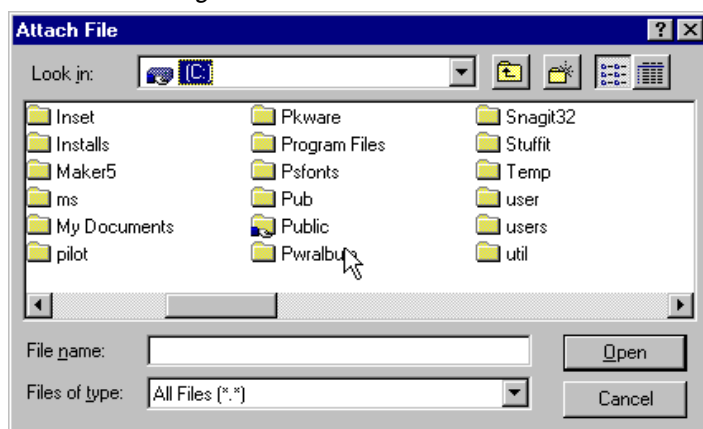 Attach File
Look in: (C:)
Inset Pkware Snagit32
Installs Program Files Stuffit
Maker5 Psfonts Temp
ms Pub user
My Documents Public users
pilot util
File name: Open
Files of type: All Files (*.*) Cancel